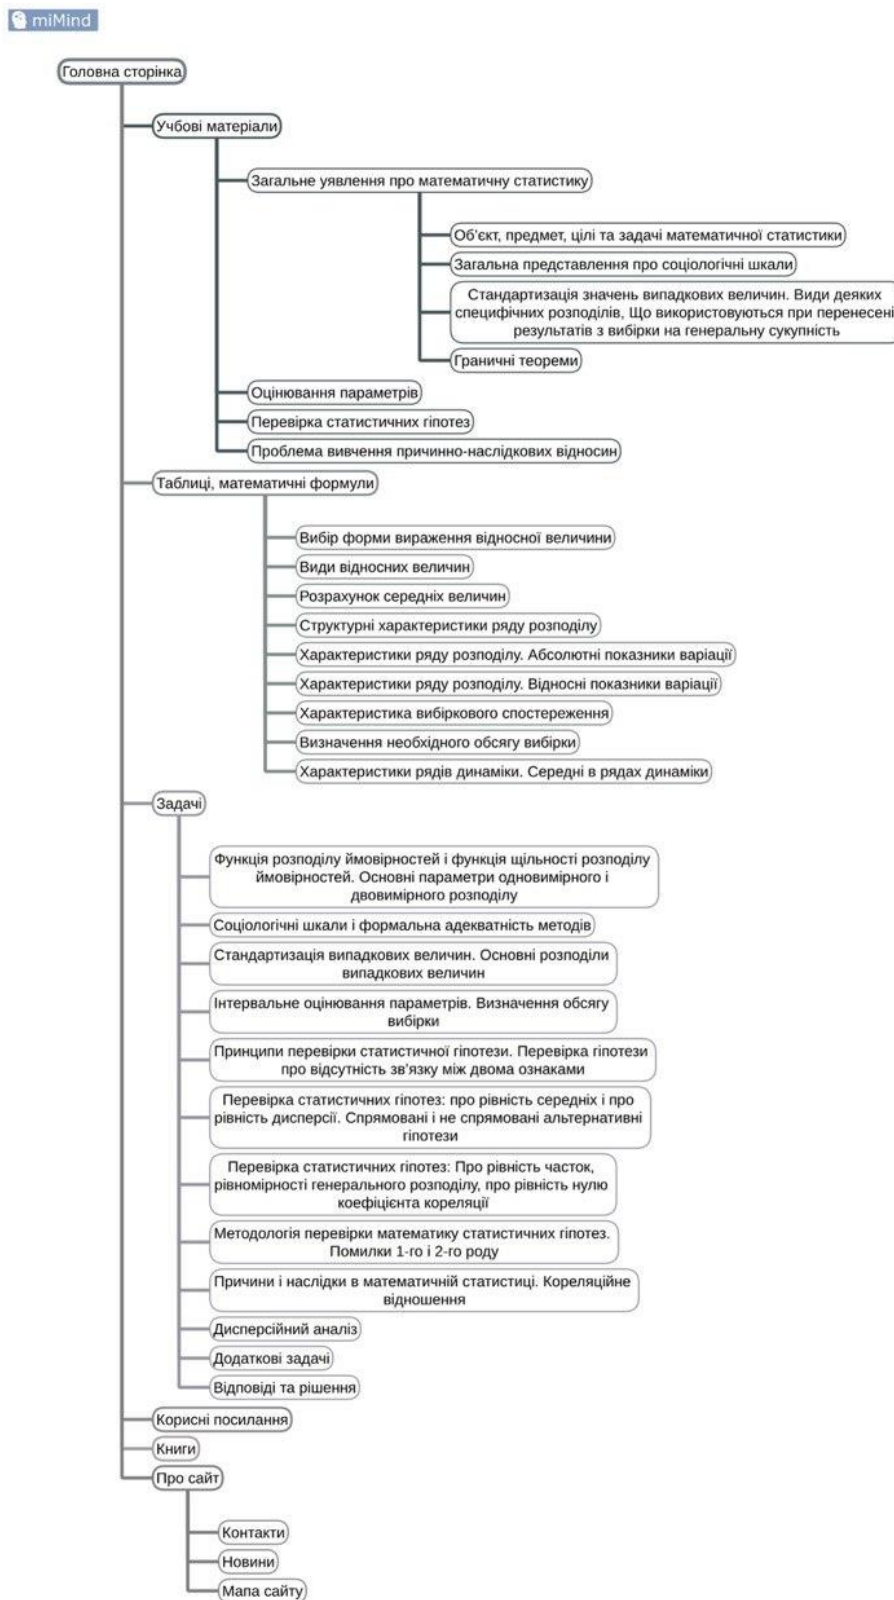 miMind
Головна сторінка
Учбові матеріали
Загальне уявлення про математичну статистику
Об'єкт, предмет, цілі та задачі математичної статистики
Загальна представлення про соціологічні шкали
Стандартизація значень випадкових величин. Види деяких
специфічних розподілів, Що використовуються при перенесені
результатів з вибірки на генеральну сукупність
Граничні теореми
Оцінювання параметрів
Перевірка статистичних гіпотез
Проблема вивчення причинно-наслідкових відносин
Таблиці, математичні формули
Вибір форми вираження відносної величини
Види відносних величин
Розрахунок середніх величин
Структурні характеристики ряду розподілу
Характеристики ряду розподілу. Абсолютні показники варіації
Характеристики ряду розподілу. Відносні показники варіації
Характеристика вибіркового спостереження
Визначення необхідного обсягу вибірки
Характеристики рядів динаміки. Середні в рядах динаміки
Задачі
Функція розподілу ймовірностей і функція щільності розподілу
ймовірностей. Основні параметри одновимірного і
двовимірного розподілу
Соціологічні шкали і формальна адекватність методів
Стандартизація випадкових величин. Основні розподіли
випадкових величин
Інтервальне оцінювання параметрів. Визначення обсягу
вибірки
Принципи перевірки статистичної гіпотези. Перевірка гіпотези
про відсутність зв'язку між двома ознаками
Перевірка статистичних гіпотез: про рівність середніх і про
рівність дисперсії. Спрямовані і не спрямовані альтернативні
гіпотези
Перевірка статистичних гіпотез: Про рівність часток,
рівномірності генерального розподілу, про рівність нулю
коефіцієнта кореляції
Методологія перевірки математику статистичних гіпотез.
Помилки 1-го і 2-го роду
Причини і наслідки в математичній статистиці. Кореляційне
відношення
Дисперсійний аналіз
Додаткові задачі
Відповіді та рішення
Корисні посилання
Книги
Про сайт
Контакти
Новини
Мапа сайту